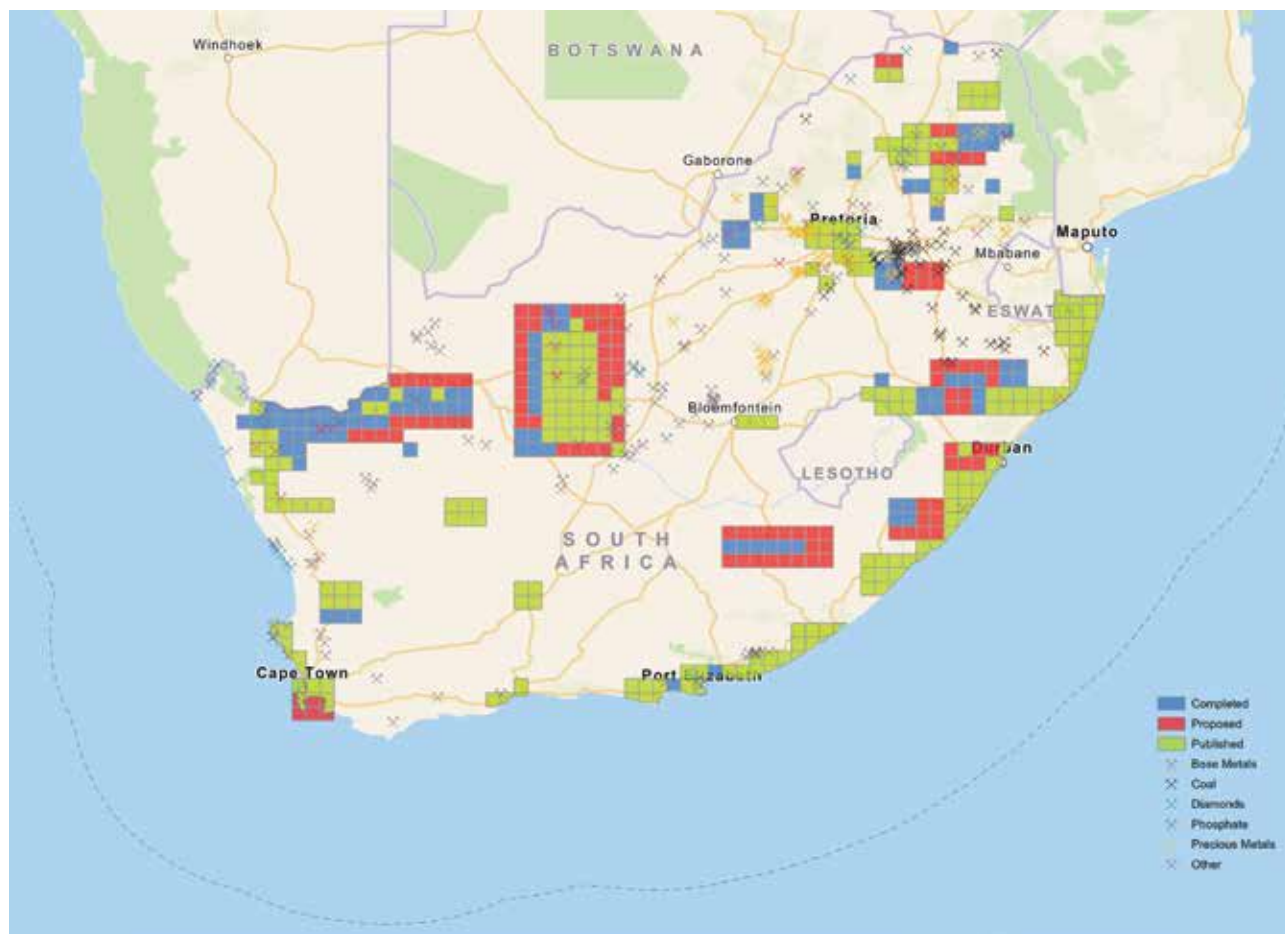 Windhoek
BOTSWANA
Gaborone
Pretoria
Maputo
Mbabane
ESWAT
Bloemfontein
LESOTHO
Durban
SOUTH
AFRICA
Cape Town
Port Elizabeth
Completed
Proposed
Published
Base Metals
Coal
Diamonds
Phosphate
Precious Metals
Other